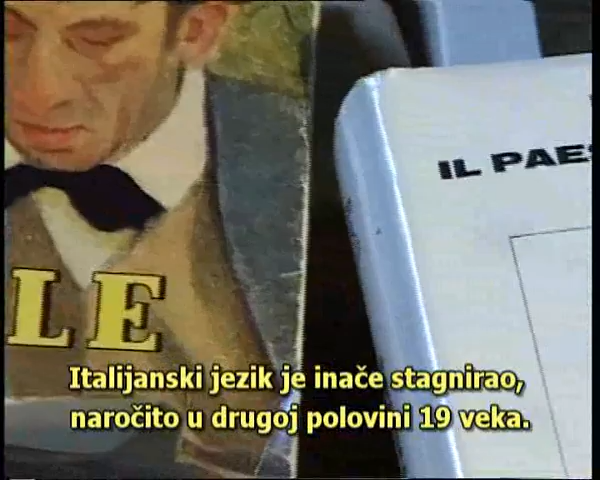 IL PAES
LE
Italijanski jezik je inače stagnirao,
naročito u drugoj polovini 19 veka.